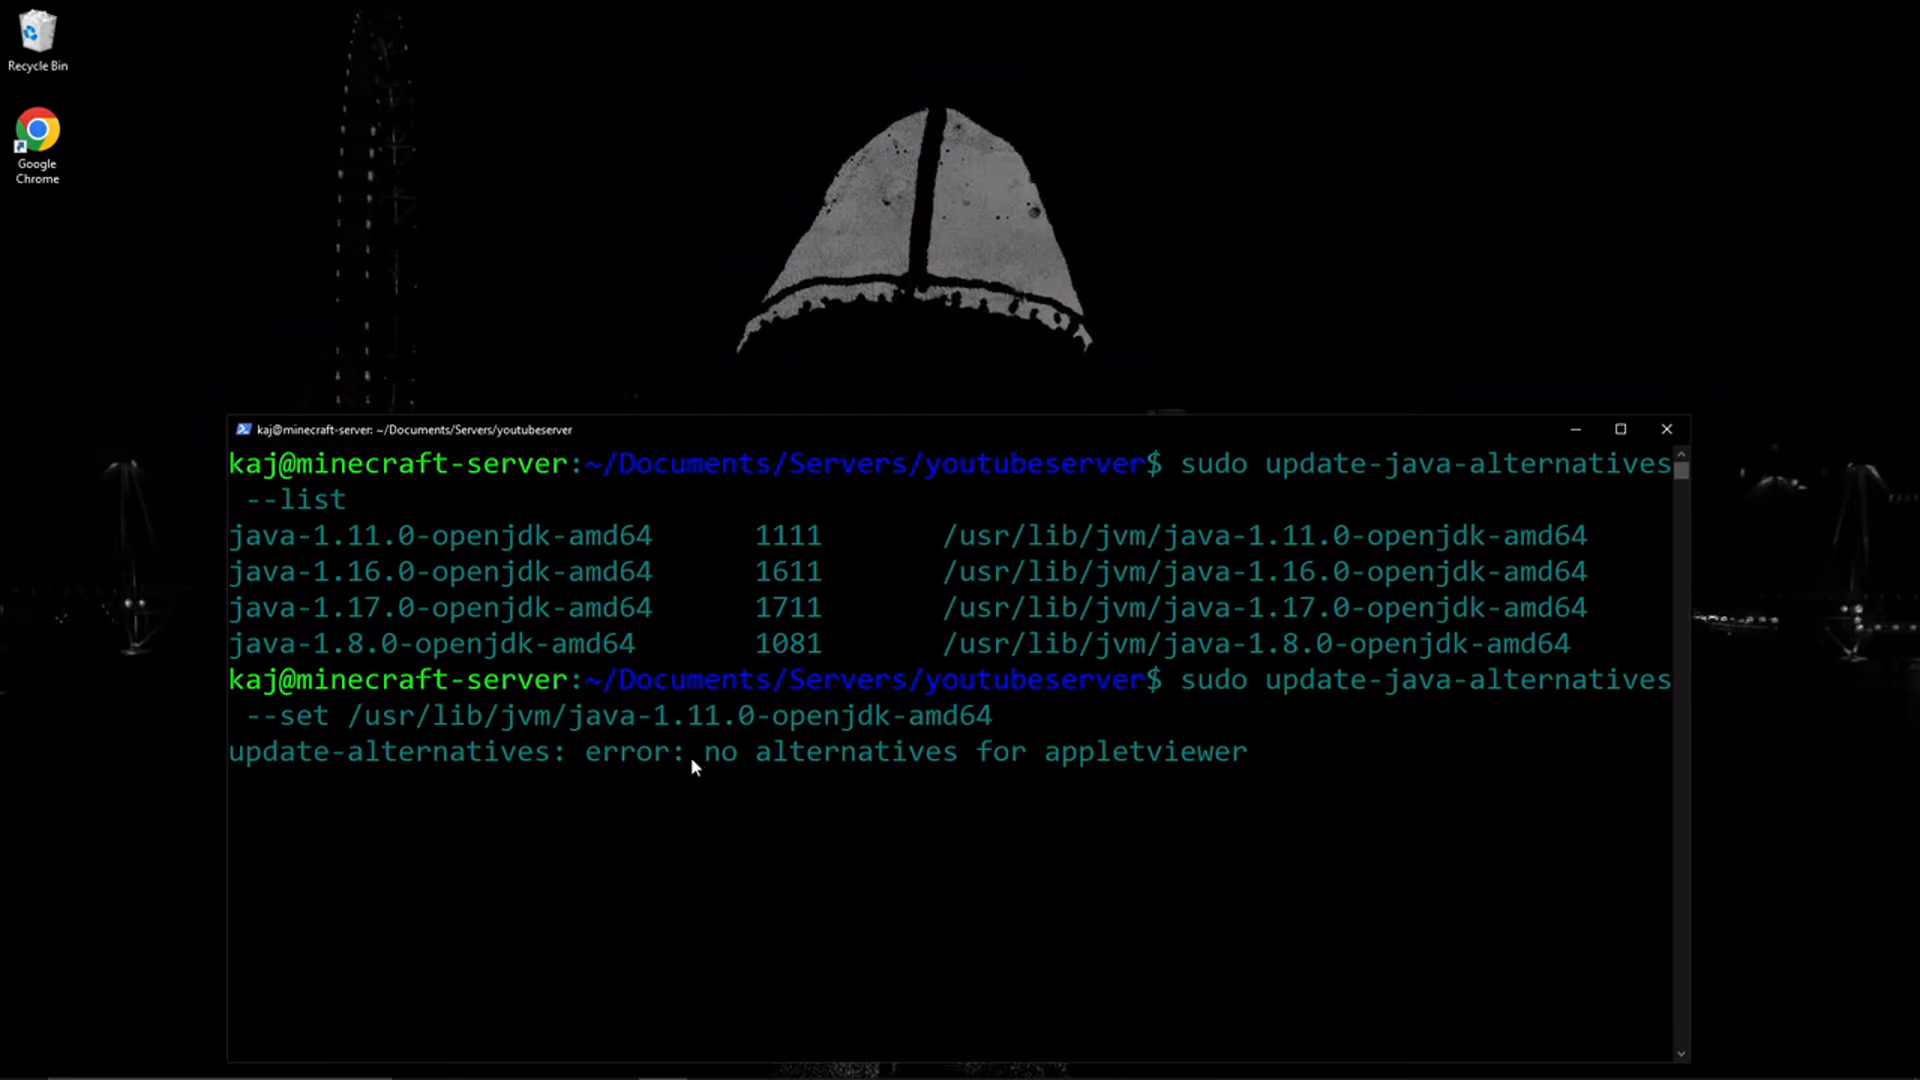 Recycle Bin
Google
Chrome
kaj@minecraft-server: ~/Documents/Servers/youtubeserver
kaj@minecraft-server:~/Documents/Servers/youtubeserver$ sudo update-java-alternatives
--list
java-1.11.0-openjdk-amd64 1111 /usr/lib/jvm/java-1.11.0-openjdk-amd64
java-1.16.0-openjdk-amd64 1611 /usr/lib/jvm/java-1.16.0-openjdk-amd64
java-1.17.0-openjdk-amd64 1711 /usr/lib/jvm/java-1.17.0-openjdk-amd64
java-1.8.0-openjdk-amd64 1081 /usr/lib/jvm/java-1.8.0-openjdk-amd64
kaj@minecraft-server:~/Documents/Servers/youtubeserver$ sudo update-java-alternatives
--set /usr/lib/jvm/java-1.11.0-openjdk-amd64
update-alternatives: error: no alternatives for appletviewer